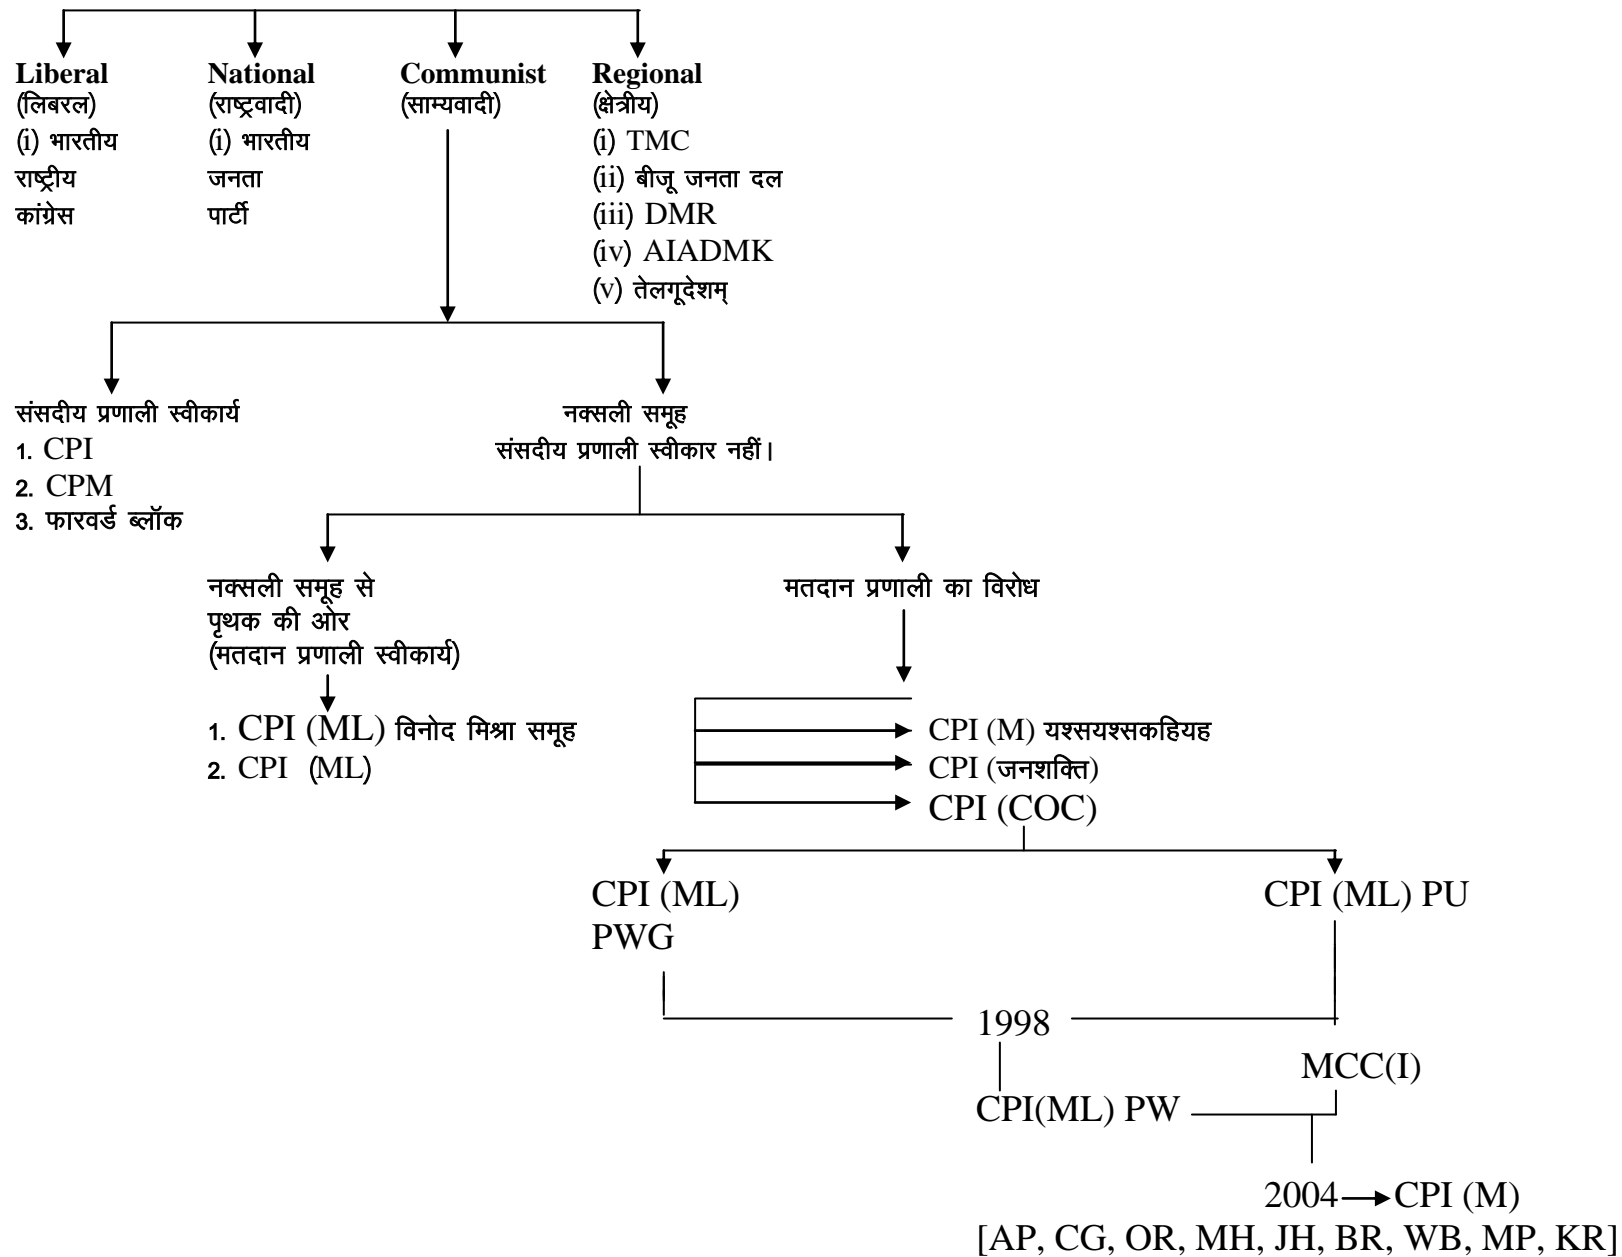 Liberal
(लिबरल)
(i) भारतीय
राष्ट्रीय
कांग्रेस
National
(राष्ट्रवादी)
(i) भारतीय
जनता
पार्टी
Communist
(साम्यवादी)
Regional
(क्षेत्रीय)
(i) TMC
(ii) बीजू जनता दल
(iii) DMR
(iv) AIADMK
(v) तेलगूदेशम्
संसदीय प्रणाली स्वीकार्य
1. CPI
2. CPM
3. फारवर्ड ब्लॉक
नक्सली समूह
संसदीय प्रणाली स्वीकार नहीं।
नक्सली समूह से
पृथक की ओर
(मतदान प्रणाली स्वीकार्य)
1. CPI (ML) विनोद मिश्रा समूह
2. CPI (ML)
मतदान प्रणाली का विरोध
CPI (M) यश्सयश्सकहियह
CPI (जनशक्ति)
CPI (COC)
CPI (ML)
PWG
CPI (ML) PU
1998
MCC(I)
CPI(ML) PW
2004 → CPI (M)
[AP, CG, OR, MH, JH, BR, WB, MP, KR]